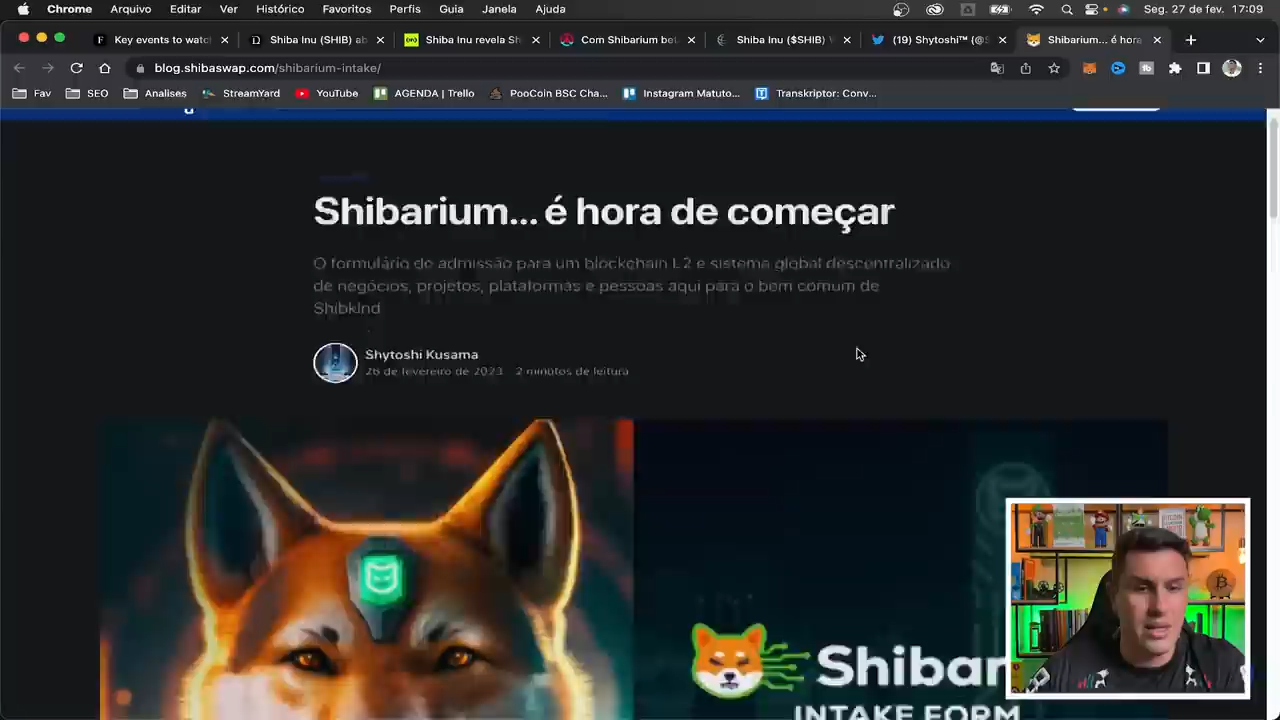 Chrome Arquivo Editar Ver Histórico Favoritos Perfis Guia Janela Ajuda Seg. 27 de fev. 17:09
Key events to watch Shiba Inu (SHIB) ab Shiba Inu revela Sh Com Shibarium be Shiba Inu ($SHIB) (19) Shytoshi™ (@S Shibarium... é hora
blog.shibaswap.com/shibarium-intake/
Fav SEO Analises StreamYard YouTube AGENDA | Trello PooCoin BSC Cha... Instagram Matuto... Transkriptor: Conv...
Shibarium... é hora de começar
O formulário de admissão para um blockchain L2 e sistema global descentralizado
de negócios, projetos, plataformas e pessoas aqui para o bem comum de
ShibkInd
Shytoshi Kusama
26 de fevereiro de 2023 2 minutos de leitura
Shibar
INTAKE FORM